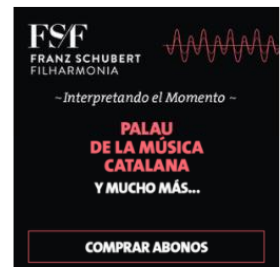 FSF
FRANZ SCHUBERT
FILHARMONIA
~Interpretando el Momento ~
PALAU
DE LA MÚSICA
CATALANA
Y MUCHO MÁS...
COMPRAR ABONOS